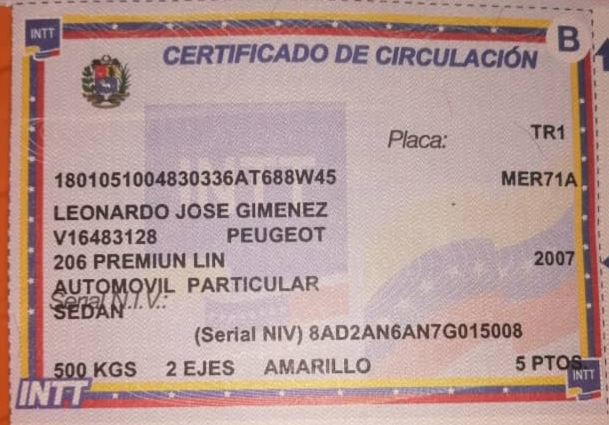 INTT
B
CERTIFICADO DE CIRCULACIÓN
Placa: TR1
1801051004830336AT688W45 MER71A
LEONARDO JOSE GIMENEZ
V16483128 PEUGEOT
206 PREMIUN LIN 2007
AUTOMOVIL PARTICULAR
Serial N.I.V.:
SEDAN
(Serial NIV) 8AD2AN6AN7G015008
500 KGS 2 EJES AMARILLO 5 PTOS
INTT
INTT